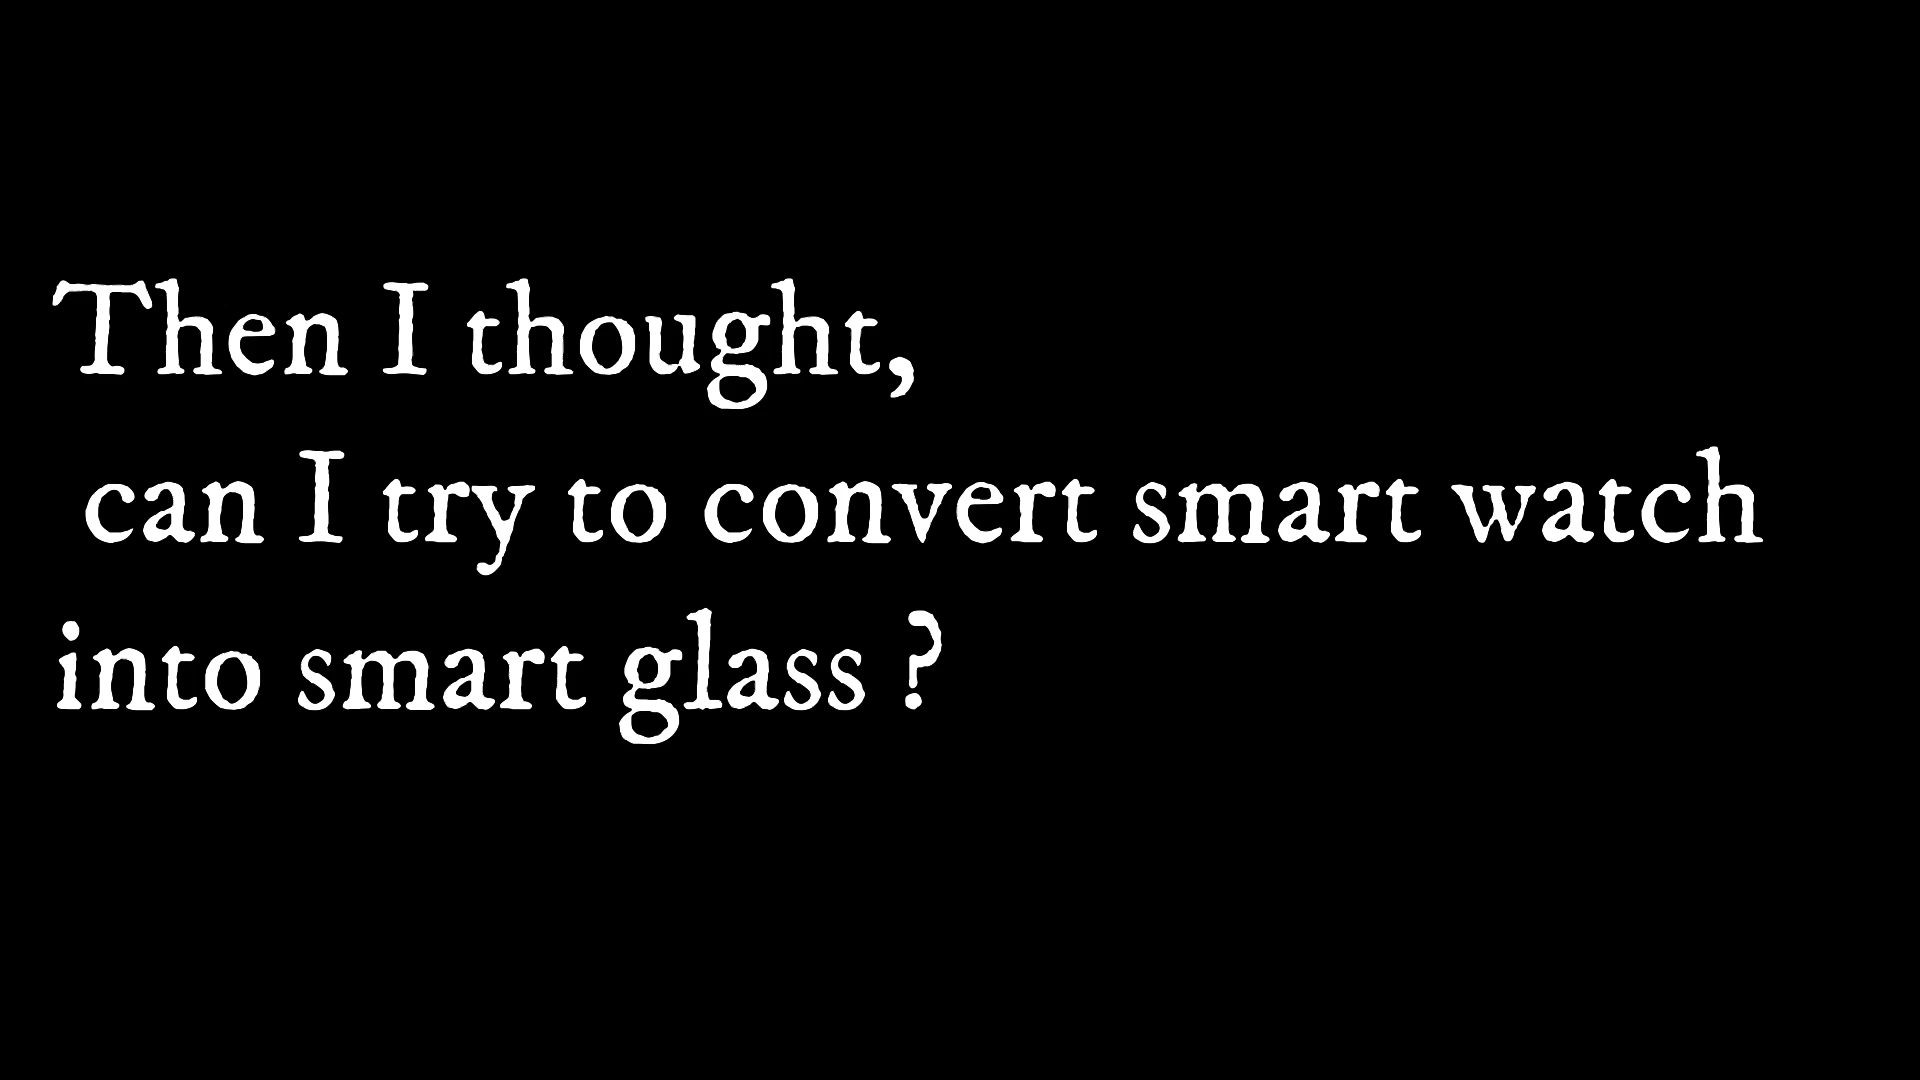 Then I thought,
can I try to convert smart watch
into smart glass ?